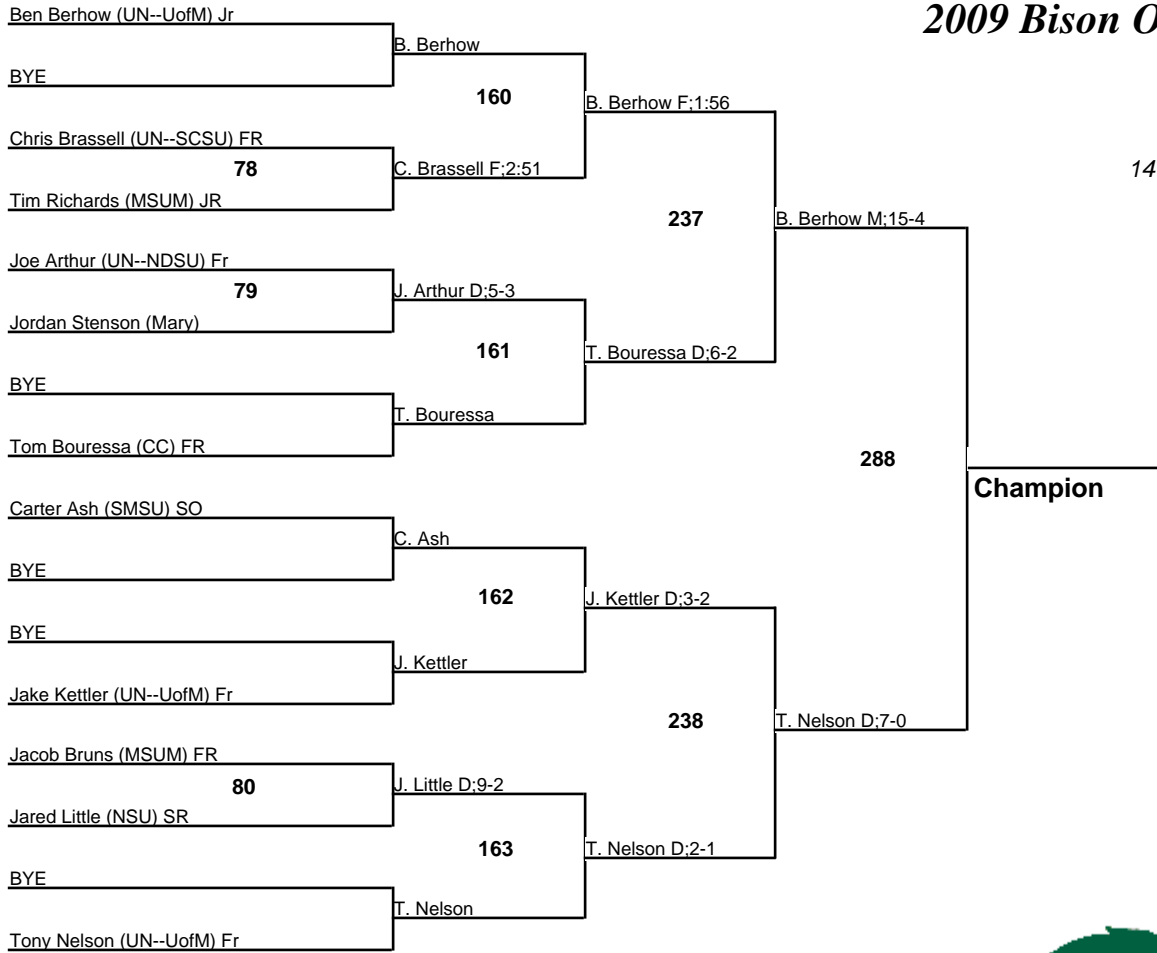 Ben Berhow (UN--UofM) Jr
2009 Bison O
B. Berhow
BYE
160
B. Berhow F;1:56
Chris Brassell (UN--SCSU) FR
78
C. Brassell F;2:51
14
Tim Richards (MSUM) JR
237
B. Berhow M;15-4
Joe Arthur (UN--NDSU) Fr
79
J. Arthur D;5-3
Jordan Stenson (Mary)
161
T. Bouressa D;6-2
BYE
T. Bouressa
Tom Bouressa (CC) FR
288
Champion
Carter Ash (SMSU) SO
C. Ash
BYE
162
J. Kettler D;3-2
BYE
J. Kettler
Jake Kettler (UN--UofM) Fr
238
T. Nelson D;7-0
Jacob Bruns (MSUM) FR
80
J. Little D;9-2
Jared Little (NSU) SR
163
T. Nelson D;2-1
BYE
T. Nelson
Tony Nelson (UN--UofM) Fr